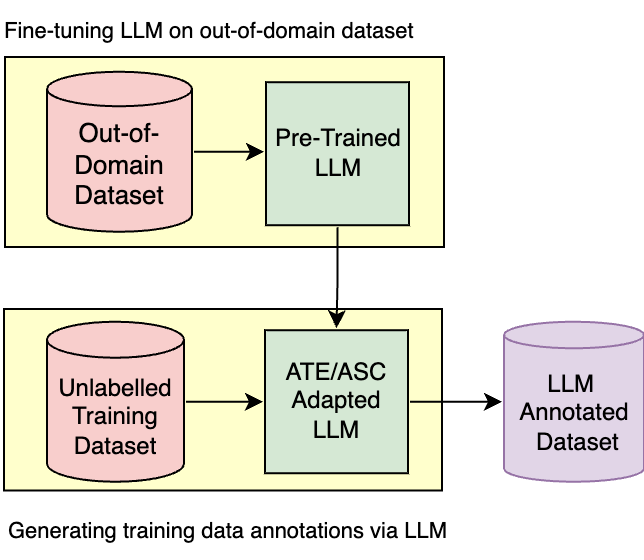 Fine-tuning LLM on out-of-domain dataset
Out-of-
Domain
Dataset
Pre-Trained
LLM
Unlabelled
Training
Dataset
ATE/ASC
Adapted
LLM
LLM
Annotated
Dataset
Generating training data annotations via LLM